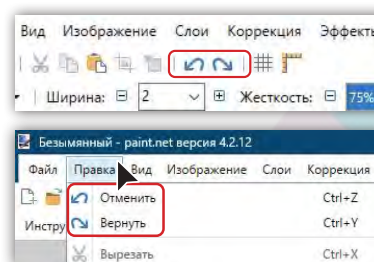 Вид Изображение Слои Коррекция Эффекты
Ширина: 2 Жесткость: 75%
Безымянный - paint.net версия 4.2.12
Файл Правка Вид Изображение Слои Коррекция
Отменить Ctrl+Z
Инстру Вернуть Ctrl+Y
Вырезать Ctrl+X